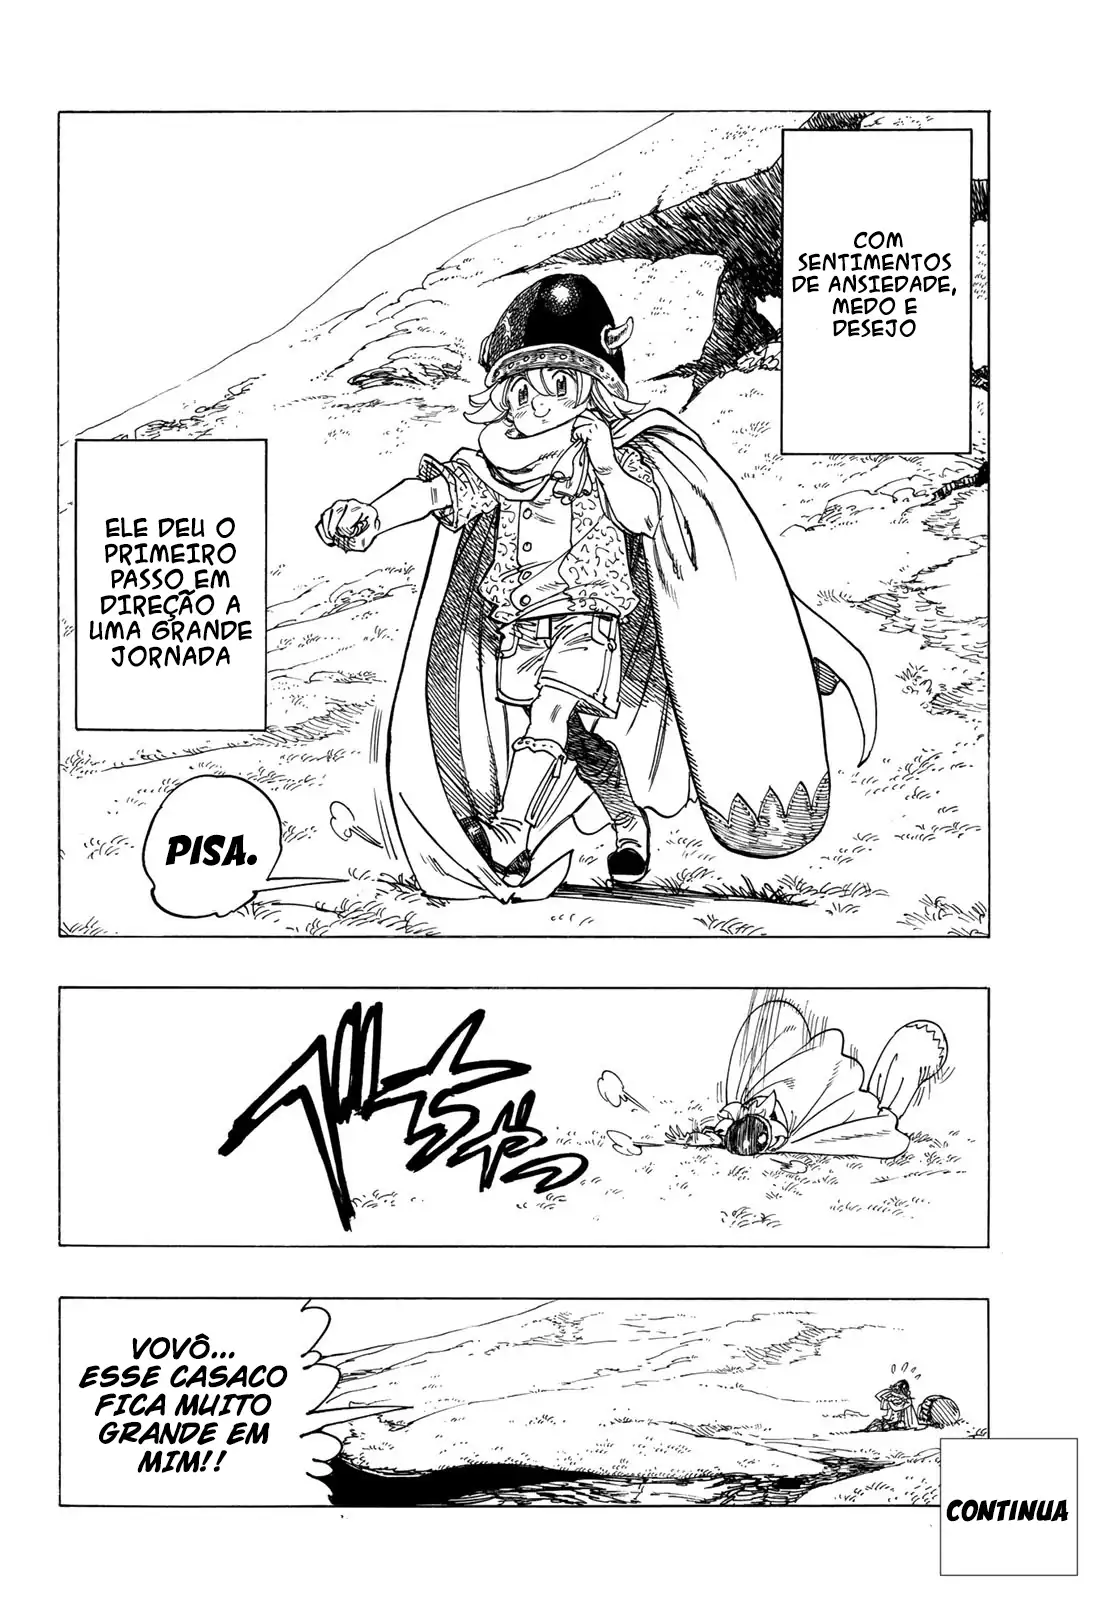 COM
SENTIMENTOS
DE ANSIEDADE,
MEDO E
DESEJO
ELE DEU O
PRIMEIRO
PASSO EM
DIREÇÃO A
UMA GRANDE
JORNADA
PISA.
VOVÔ...
ESSE CASACO
FICA MUITO
GRANDE EM
MIM!!
CONTINUA